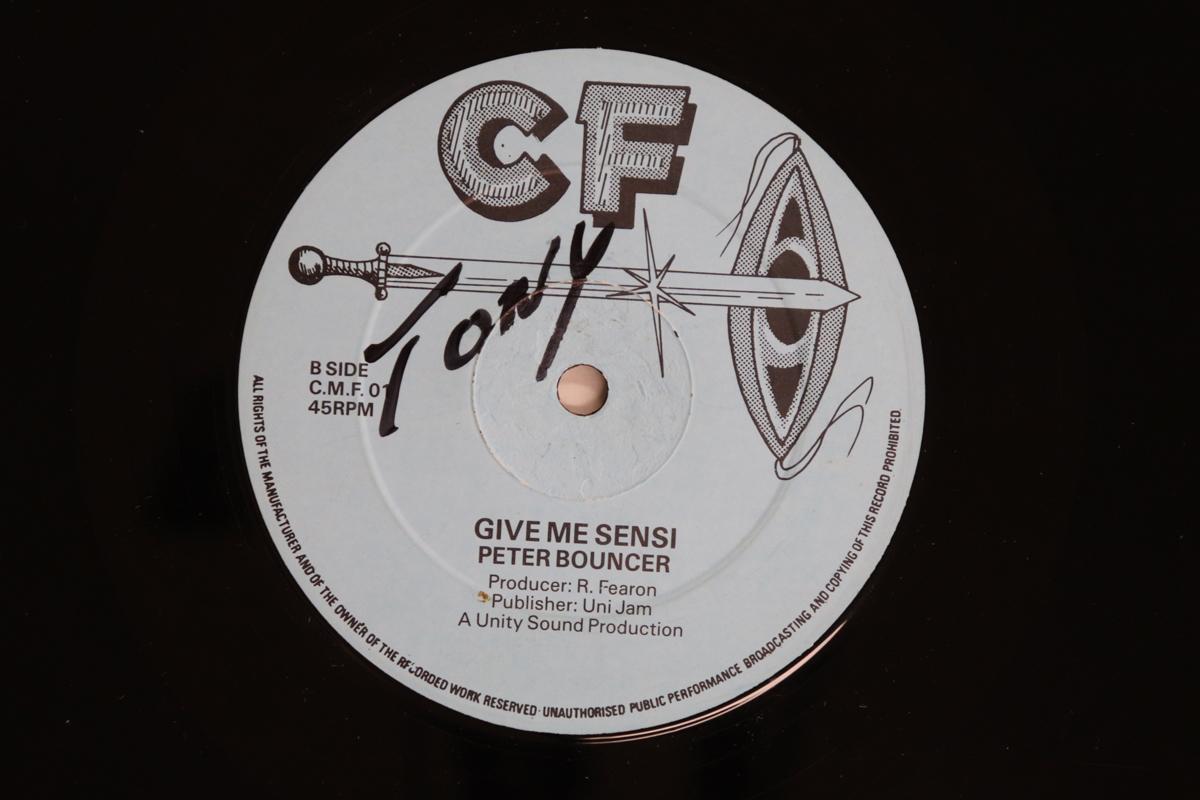 CF
Tony
B SIDE
C.M.F. 01
45RPM
GIVE ME SENSI
PETER BOUNCER
Producer: R. Fearon
Publisher: Uni Jam
A Unity Sound Production
ALL RIGHTS OF THE MANUFACTURER AND OF THE OWNER OF THE RECORDED WORK RESERVED · UNAUTHORISED PUBLIC PERFORMANCE BROADCASTING AND COPYING OF THIS RECORD PROHIBITED.